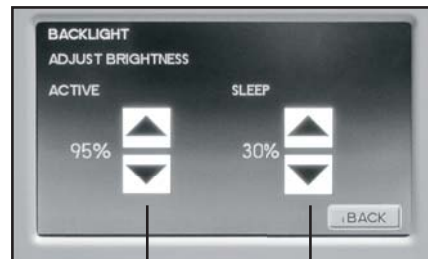 BACKLIGHT
ADJUST BRIGHTNESS
ACTIVE SLEEP
95% 30%
BACK